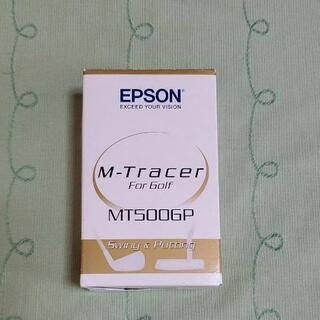 EPSON
EXCEED YOUR VISION
M-Tracer
For Golf
MT500GP
Swing & Putting